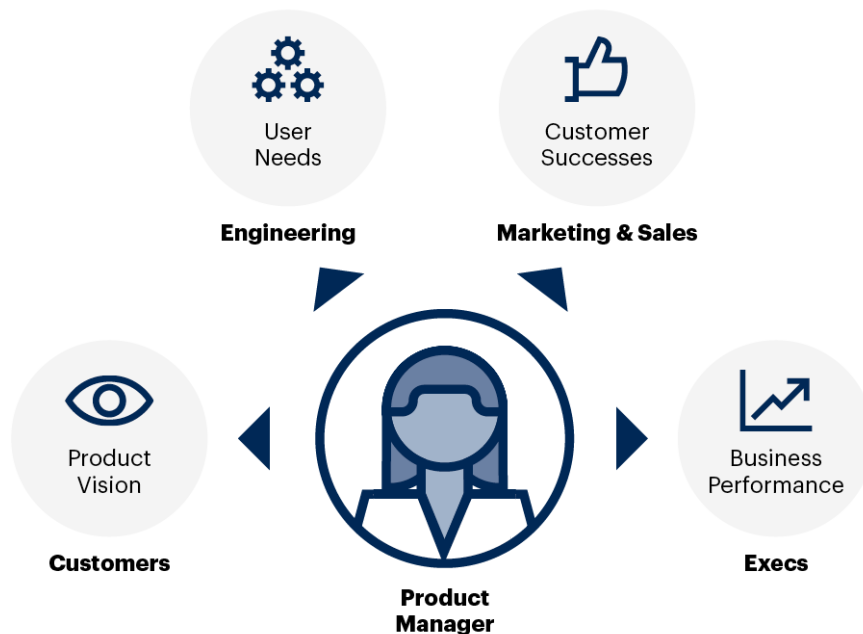 User
Needs
Engineering
Customer
Successes
Marketing & Sales
Product
Vision
Customers
Business
Performance
Execs
Product
Manager